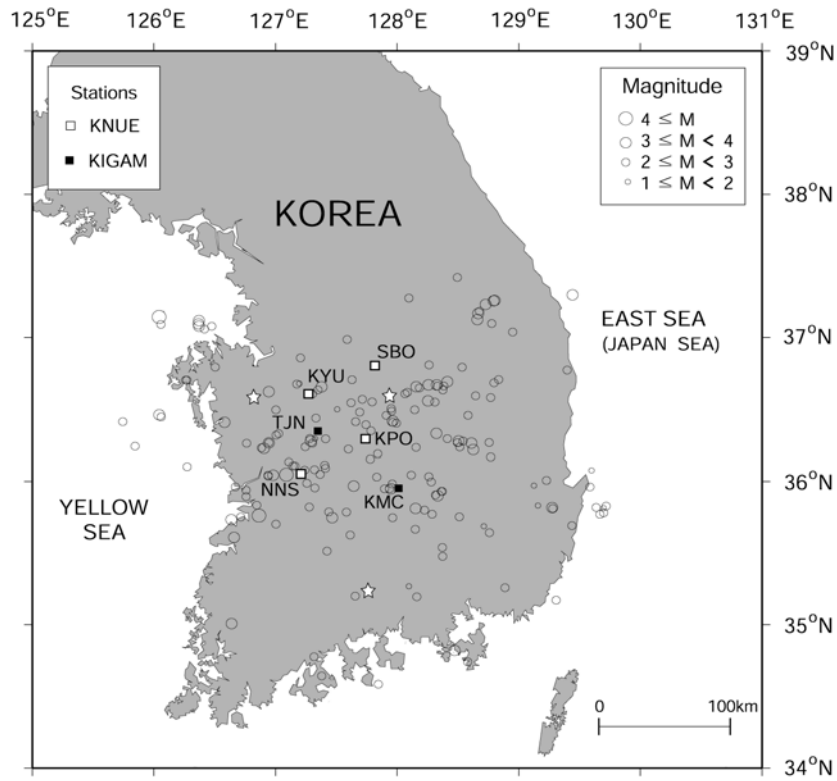 125°E 126°E 127°E 128°E 129°E 130°E 131°E
39°N
Stations
KNUE
KIGAM
Magnitude
4 ≤ M
3 ≤ M < 4
2 ≤ M < 3
1 ≤ M < 2
38°N
KOREA
EAST SEA
(JAPAN SEA)
37°N
SBO
KYU
TJN
KPO
NNS
KMC
36°N
YELLOW
SEA
35°N
0 100km
34°N